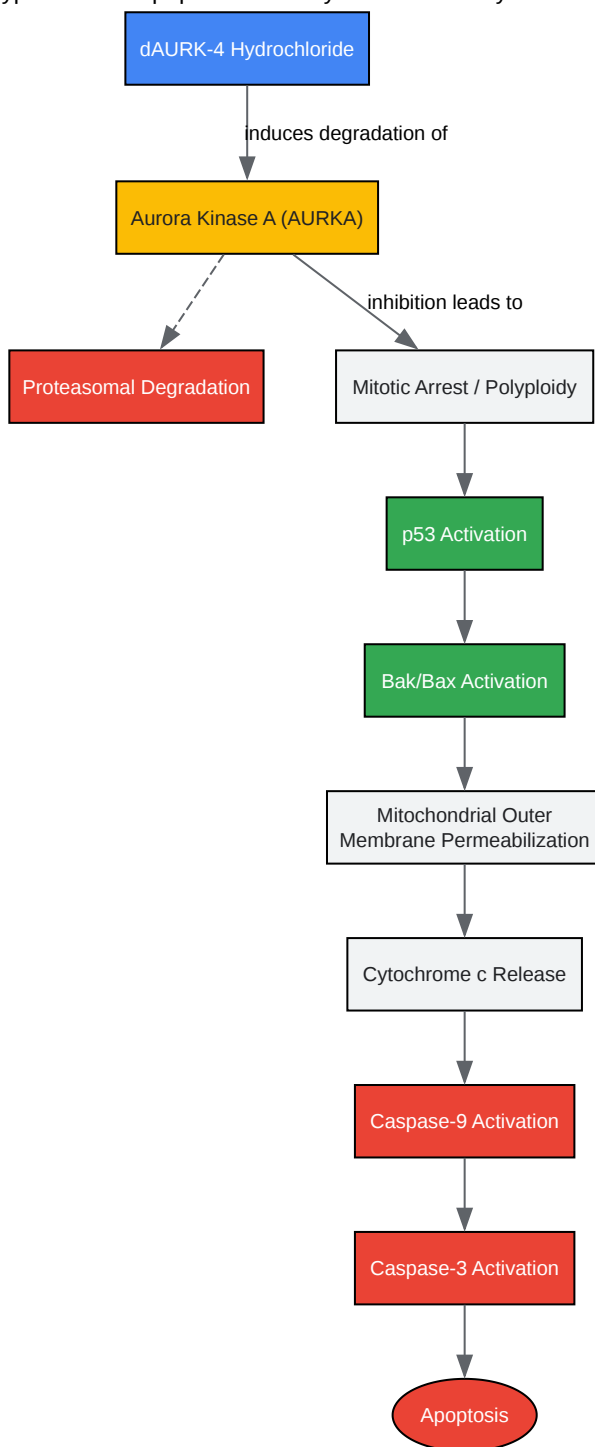 dAURK-4 Hydrochloride
induces degradation of
Aurora Kinase A (AURKA)
inhibition leads to
Proteasomal Degradation
Mitotic Arrest / Polyploidy
p53 Activation
Bak/Bax Activation
Mitochondrial Outer
Membrane Permeabilization
Cytochrome c Release
Caspase-9 Activation
Caspase-3 Activation
Apoptosis